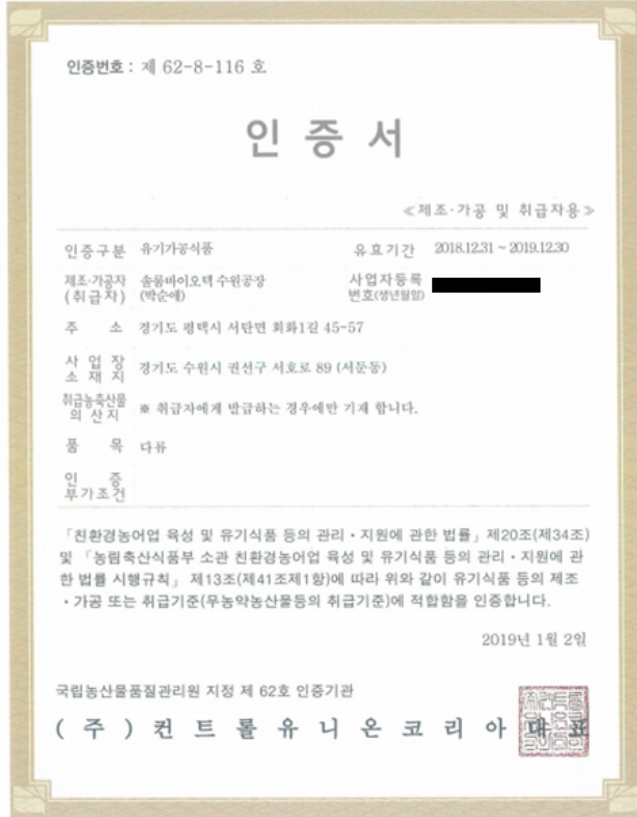 인증번호 : 제 62-8-116 호
인 증 서
≪제조·가공 및 취급자용≫
인증구분 유기가공식품 유효기간 2018.12.31 ~ 2019.12.30
제조·가공자 솔룸바이오텍 수원공장 사업자등록
(취급자) (박순애) 번호(생년월일)
주 소 경기도 평택시 서탄면 회화1길 45-57
사 업 장
소 재 지 경기도 수원시 권선구 서호로 89 (서둔동)
취급농축산물
의 산지 ※ 취급자에게 발급하는 경우에만 기재 합니다.
품 목 다류
인 증
부가조건
「친환경농어업 육성 및 유기식품 등의 관리·지원에 관한 법률」제20조(제34조)
및 「농림축산식품부 소관 친환경농어업 육성 및 유기식품 등의 관리·지원에 관
한 법률 시행규칙」 제13조(제41조제1항)에 따라 위와 같이 유기식품 등의 제조
·가공 또는 취급기준(무농약농산물등의 취급기준)에 적합함을 인증합니다.
2019년 1월 2일
국립농산물품질관리원 지정 제 62호 인증기관
( 주 ) 컨 트 롤 유 니 온 코 리 아 대 표